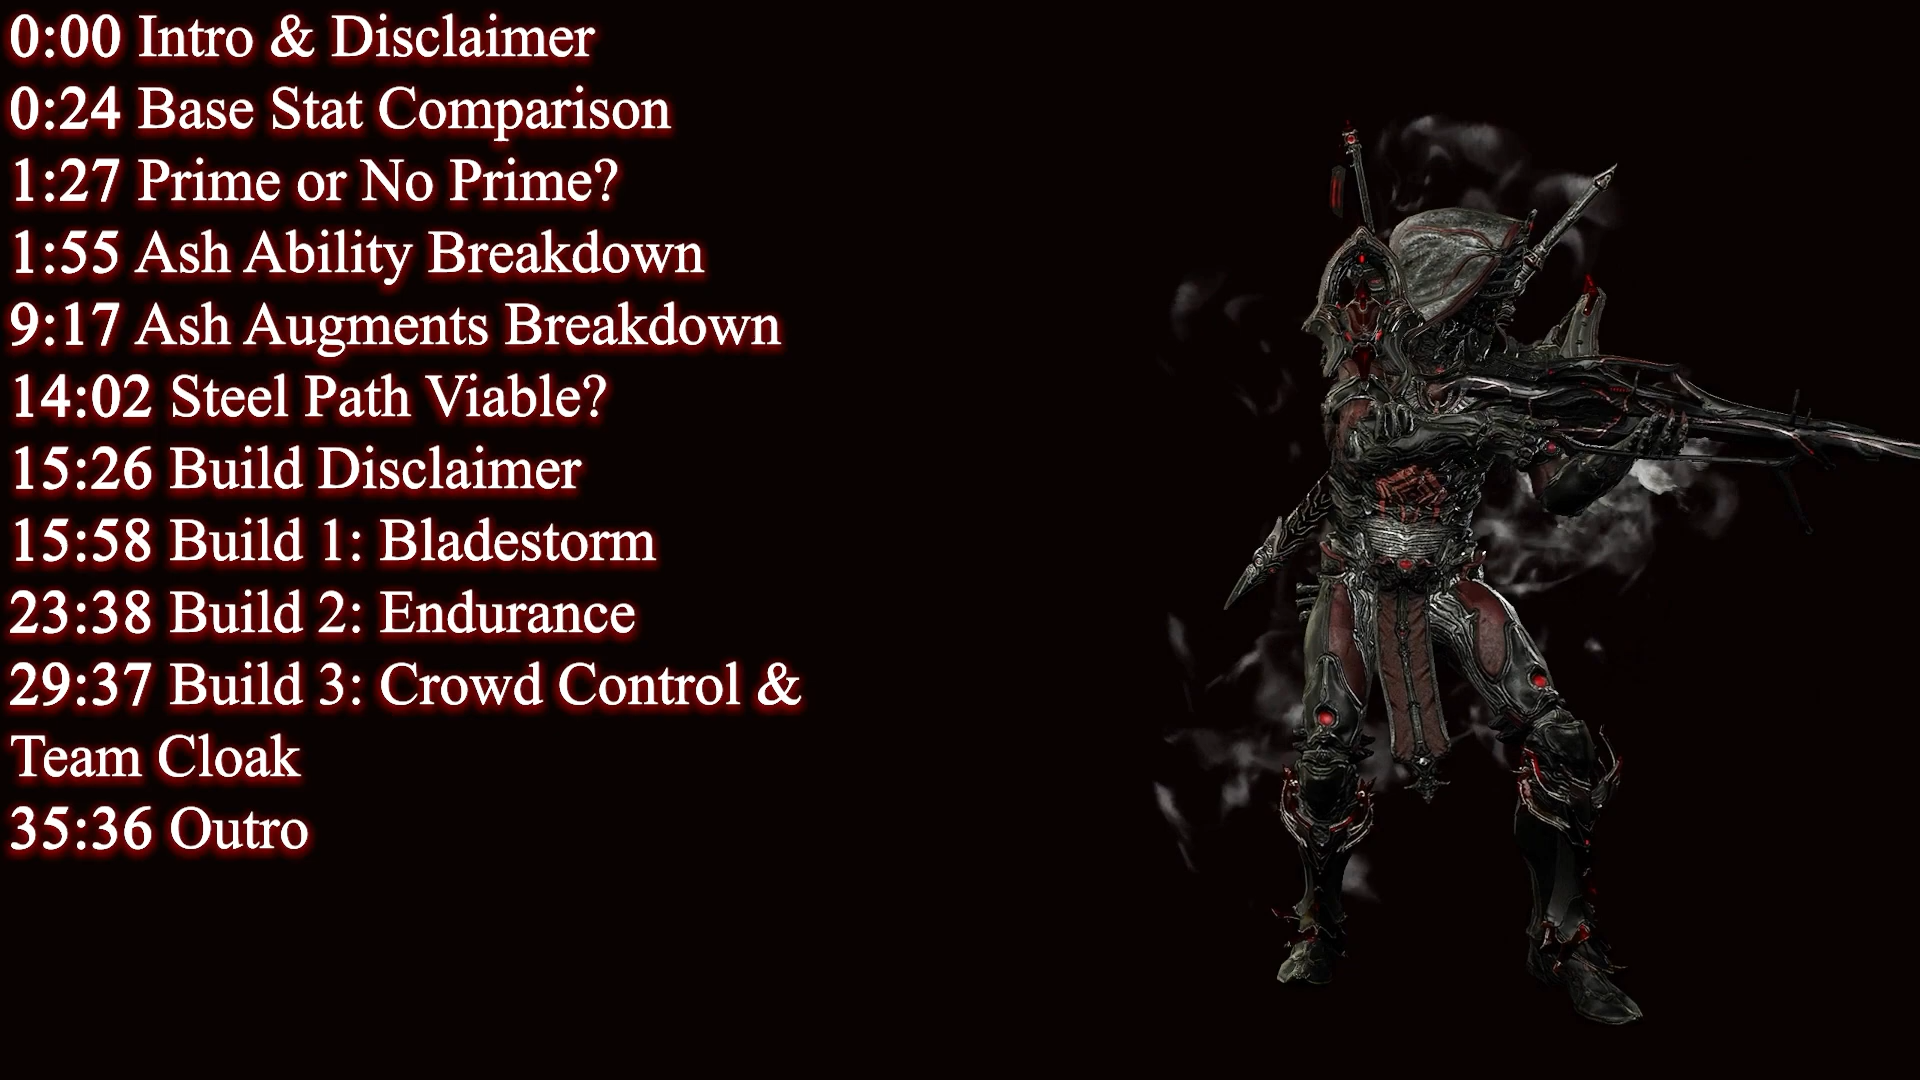 0:00 Intro & Disclaimer
0:24 Base Stat Comparison
1:27 Prime or No Prime?
1:55 Ash Ability Breakdown
9:17 Ash Augments Breakdown
14:02 Steel Path Viable?
15:26 Build Disclaimer
15:58 Build 1: Bladestorm
23:38 Build 2: Endurance
29:37 Build 3: Crowd Control &
Team Cloak
35:36 Outro